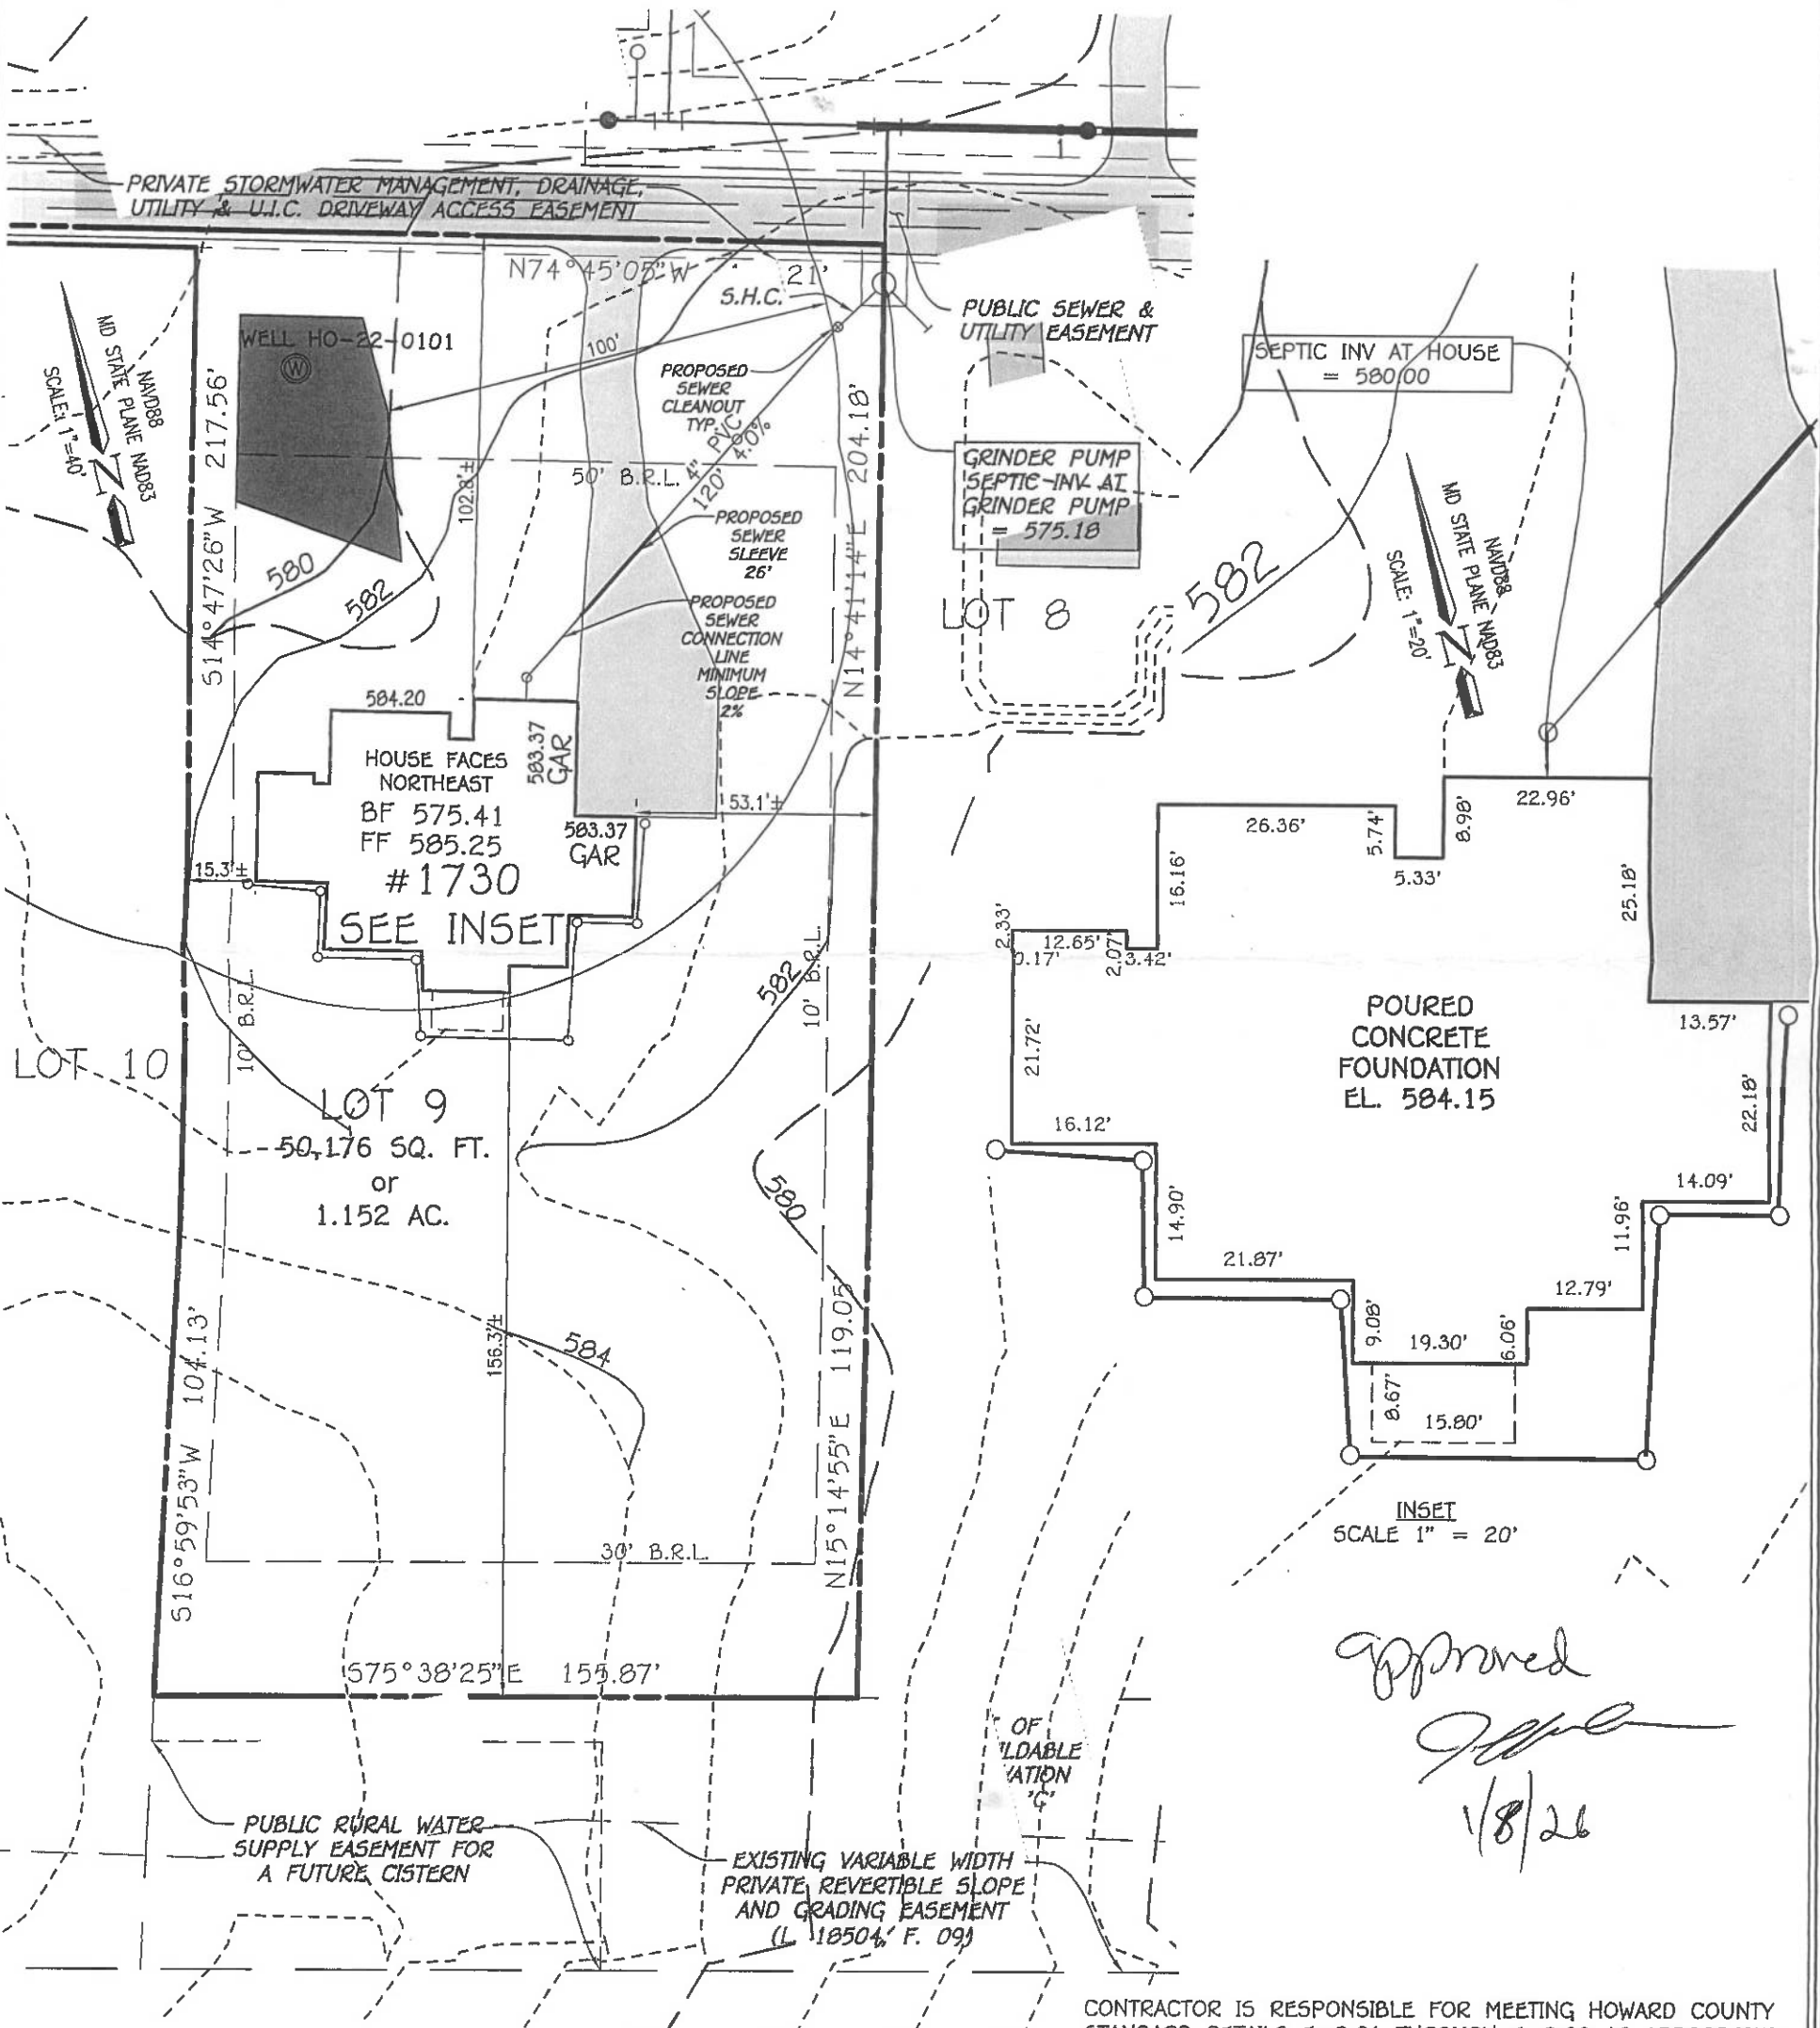 PRIVATE STORMWATER MANAGEMENT, DRAINAGE,
UTILITY & U.I.C. DRIVEWAY ACCESS EASEMENT
N74°45'05"W
21'
S.H.C.
PUBLIC SEWER &
UTILITY EASEMENT
WELL HO-22-0101
W
100'
MD STATE PLANE NAD83
NAVD88
SCALE: 1"=40'
N
S14°47'26"W 217.56'
102.8'±
PROPOSED
SEWER
CLEANOUT
TYP.
120' 4" PVC
4.0%
50' B.R.L.
N14°41'14"E 204.18'
SEPTIC INV AT HOUSE
= 580.00
GRINDER PUMP
SEPTIC INV AT
GRINDER PUMP
= 575.18
PROPOSED
SEWER
SLEEVE
26'
PROPOSED
SEWER
CONNECTION
LINE
MINIMUM
SLOPE
2%
580
582
582
LOT 8
MD STATE PLANE NAD83
NAVD88
SCALE: 1"=20'
N
584.20
583.37
GAR
HOUSE FACES
NORTHEAST
BF 575.41
FF 585.25
#1730
SEE INSET
583.37
GAR
53.1'±
15.3'±
10' B.R.L.
10' B.R.L.
582
LOT 10
LOT 9
50,176 SQ. FT.
or
1.152 AC.
580
584
156.3'±
S16°59'53"W 104.13'
N15°14'55"E 119.05'
30' B.R.L.
S75°38'25"E 155.87'
22.96'
26.36'
5.74'
8.98'
5.33'
16.16'
25.18'
2.33'
12.65'
0.17'
2.07'
3.42'
21.72'
POURED
CONCRETE
FOUNDATION
EL. 584.15
13.57'
22.18'
16.12'
14.09'
14.90'
11.96'
21.87'
12.79'
9.08'
19.30'
6.06'
8.67'
15.80'
INSET
SCALE 1" = 20'
approved
1/8/26
OF
LDABLE
VATION
'C'
PUBLIC RURAL WATER
SUPPLY EASEMENT FOR
A FUTURE CISTERN
EXISTING VARIABLE WIDTH
PRIVATE REVERTIBLE SLOPE
AND GRADING EASEMENT
(L. 18504, F. 09)
CONTRACTOR IS RESPONSIBLE FOR MEETING HOWARD COUNTY